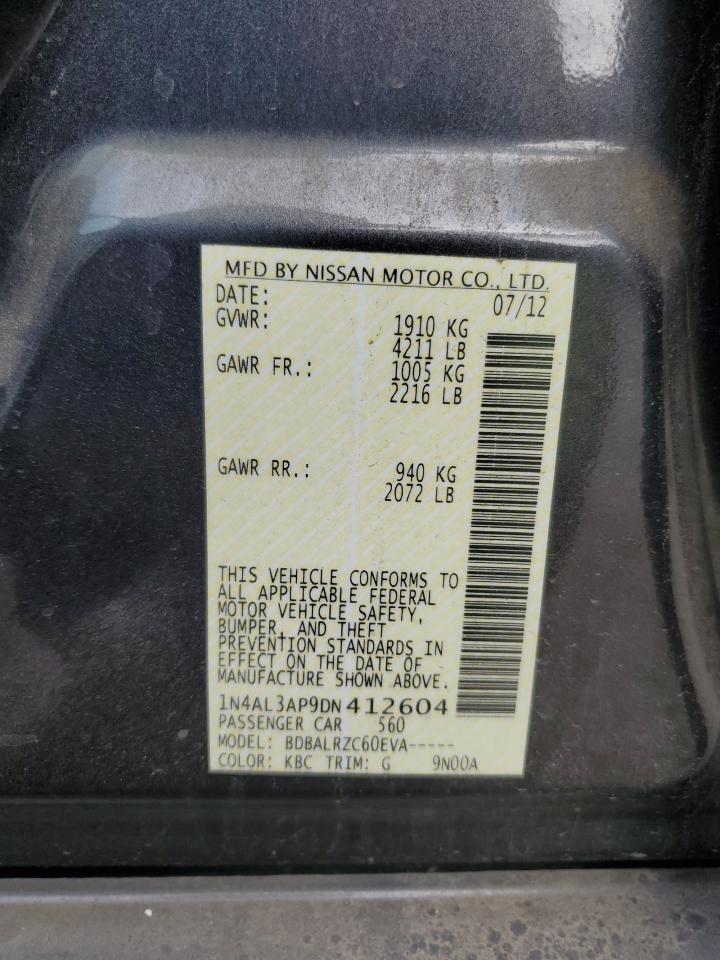 MFD BY NISSAN MOTOR CO., LTD.
DATE: 07/12
GVWR: 1910 KG
4211 LB
GAWR FR.: 1005 KG
2216 LB
GAWR RR.: 940 KG
2072 LB
THIS VEHICLE CONFORMS TO
ALL APPLICABLE FEDERAL
MOTOR VEHICLE SAFETY,
BUMPER, AND THEFT
PREVENTION STANDARDS IN
EFFECT ON THE DATE OF
MANUFACTURE SHOWN ABOVE.
1N4AL3AP9DN412604
PASSENGER CAR 560
MODEL: BDBALRZC60EVA-----
COLOR: KBC TRIM: G 9N00A